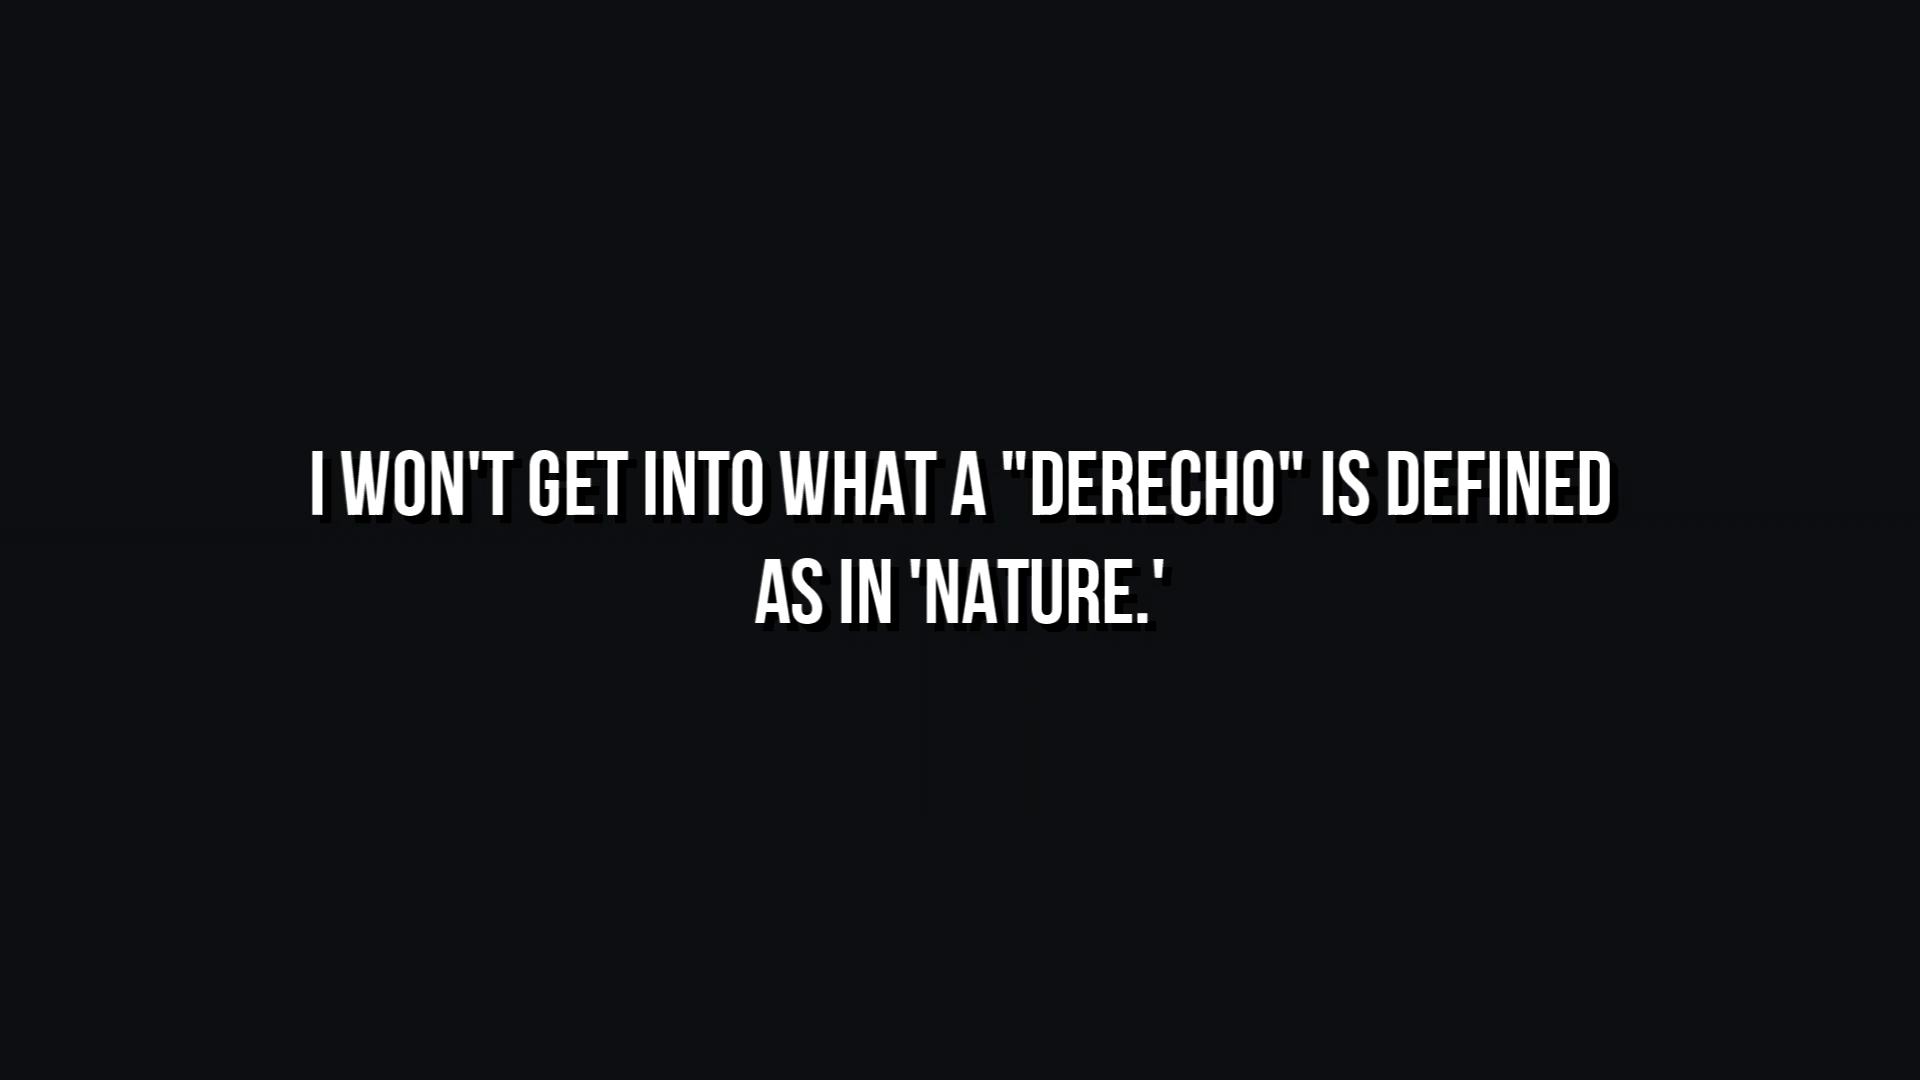 I WON'T GET INTO WHAT A "DERECHO" IS DEFINED
AS IN 'NATURE.'